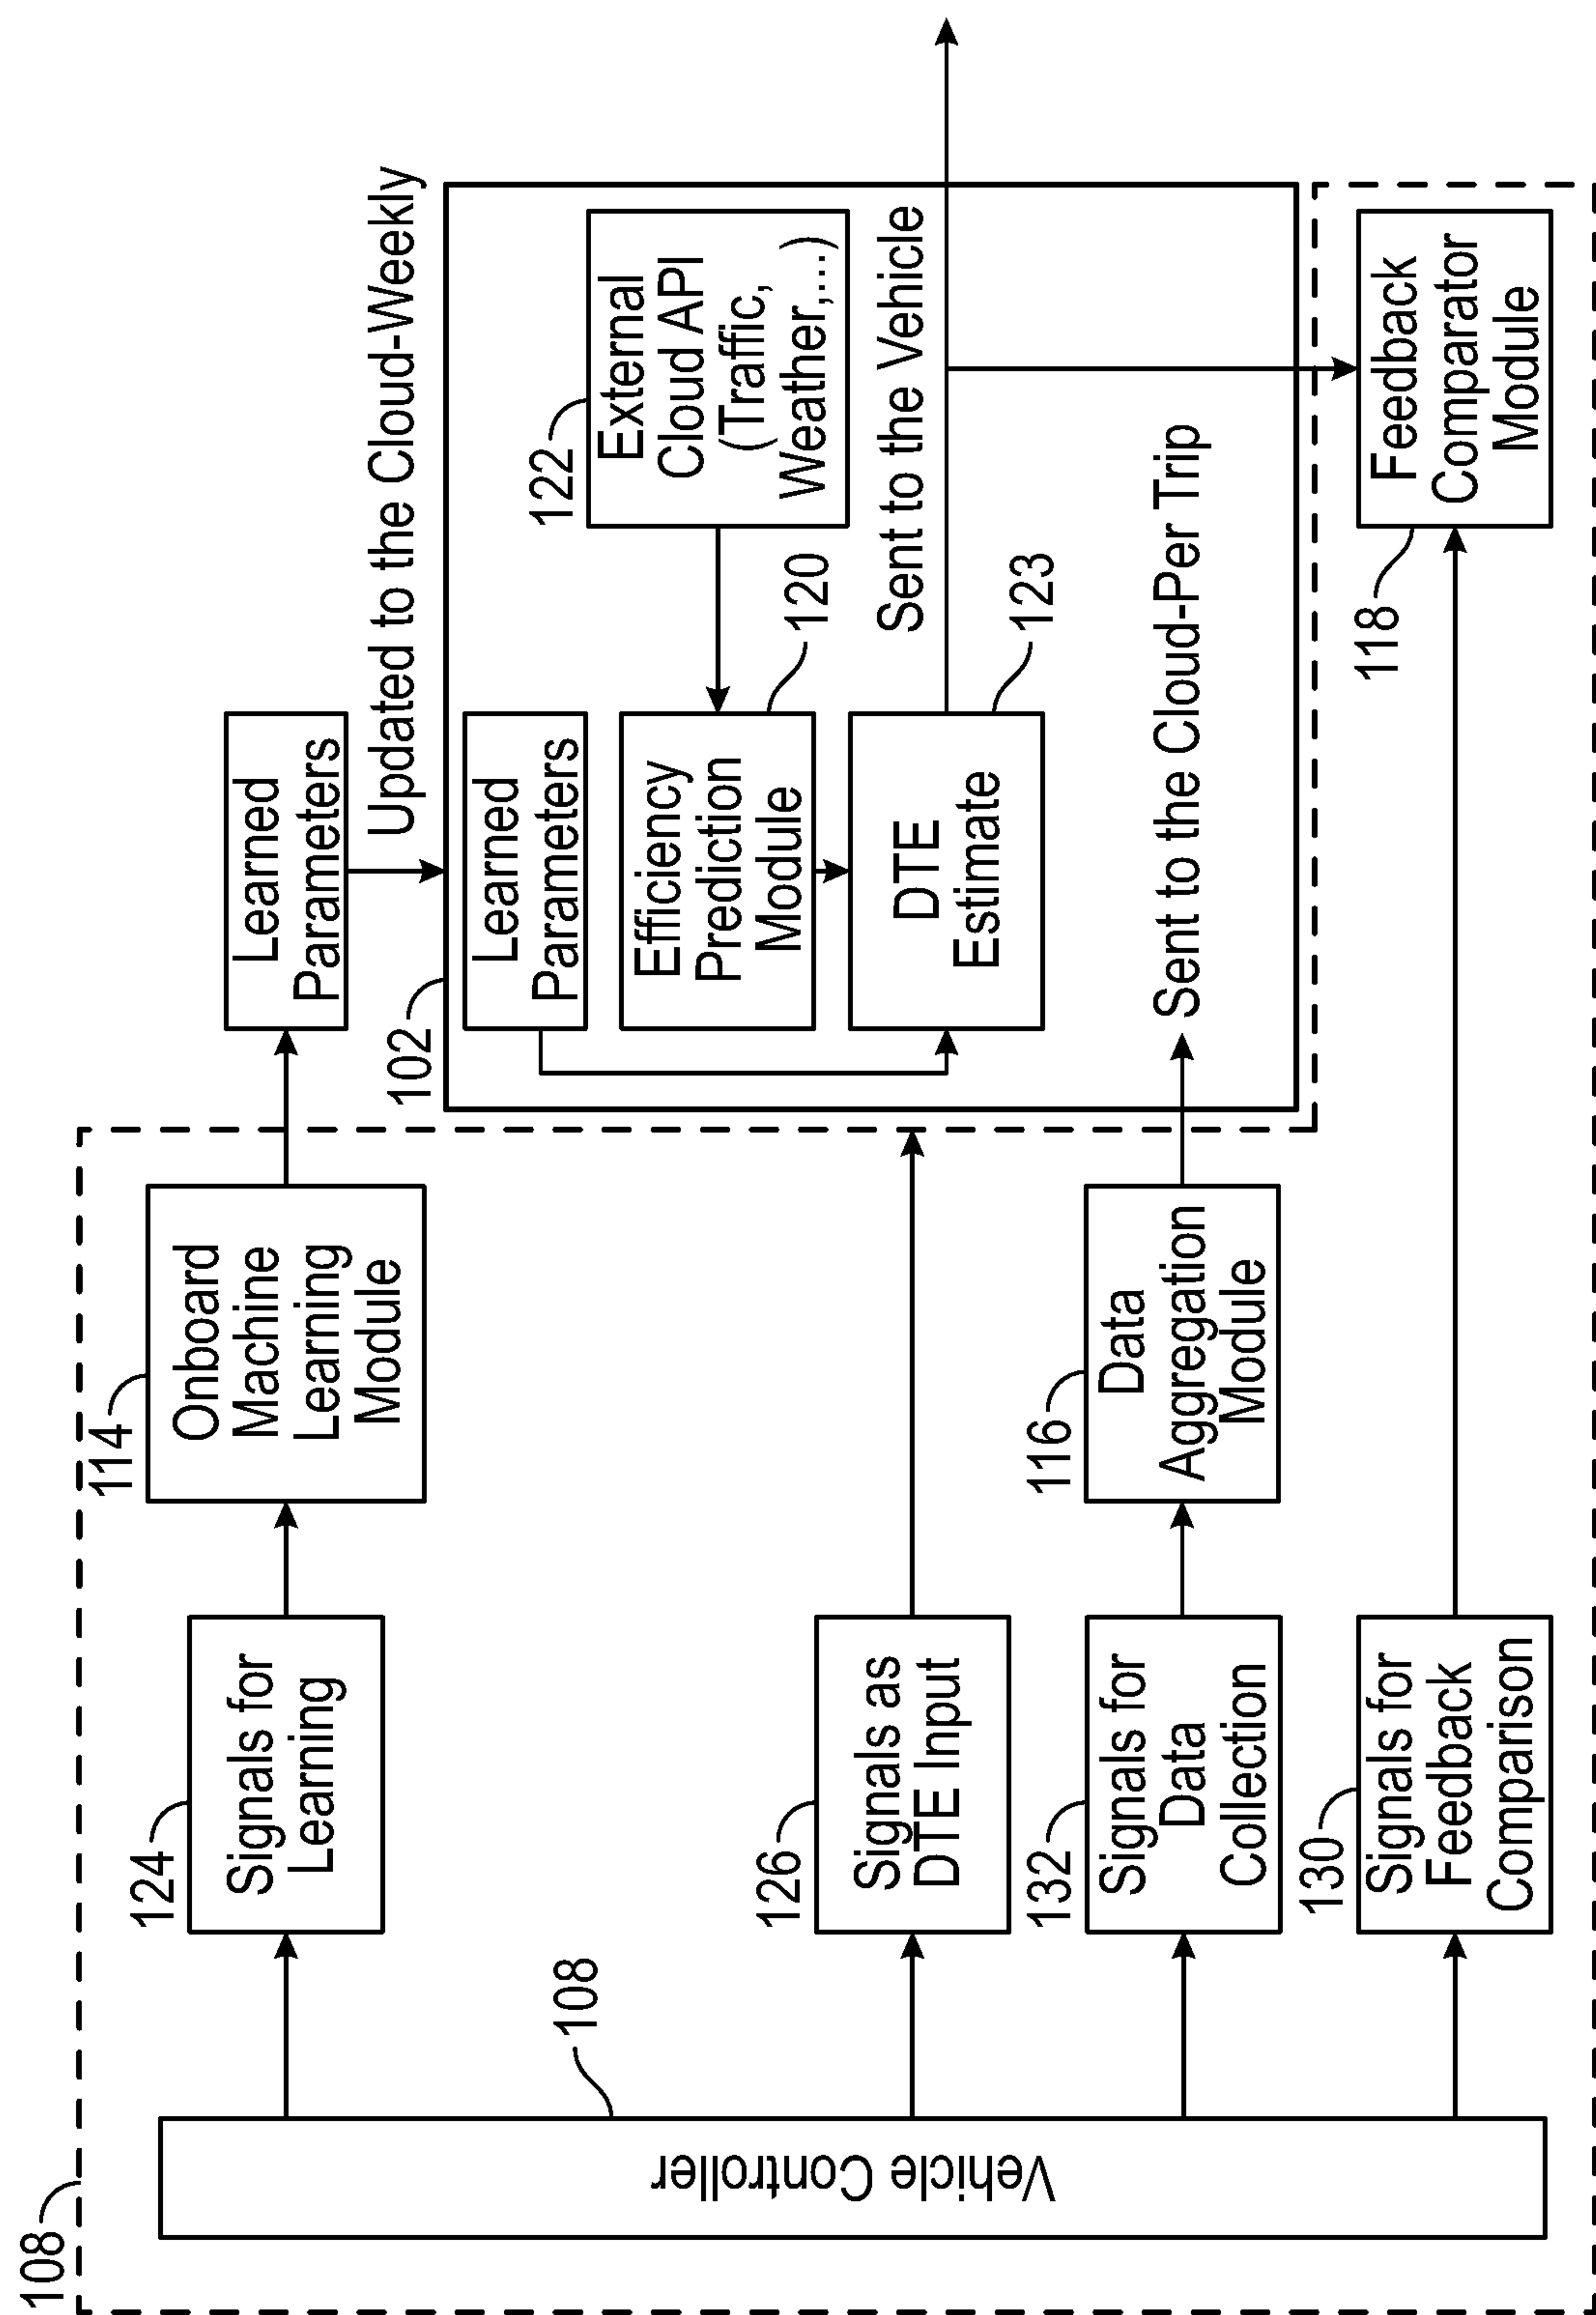 108
Vehicle Controller
108
124
Signals for
Learning
126
Signals as
DTE Input
132
Signals for
Data
Collection
130
Signals for
Feedback
Comparison
114
Onboard
Machine
Learning
Module
116
Data
Aggregation
Module
Learned
Parameters
Updated to the Cloud-Weekly
102
Learned
Parameters
Efficiency
Prediction
Module
120
DTE
Estimate
123
122
External
Cloud API
(Traffic,
Weather,...)
Sent to the Vehicle
Sent to the Cloud-Per Trip
118
Feedback
Comparator
Module